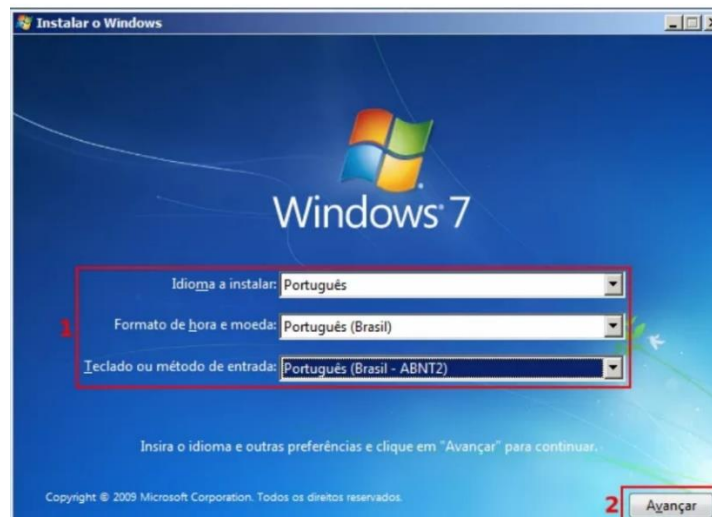 Instalar o Windows
Windows 7
Idioma a instalar: Português
1
Formato de hora e moeda: Português (Brasil)
Teclado ou método de entrada: Português (Brasil - ABNT2)
Insira o idioma e outras preferências e clique em "Avançar" para continuar.
Copyright © 2009 Microsoft Corporation. Todos os direitos reservados.
2 Avançar